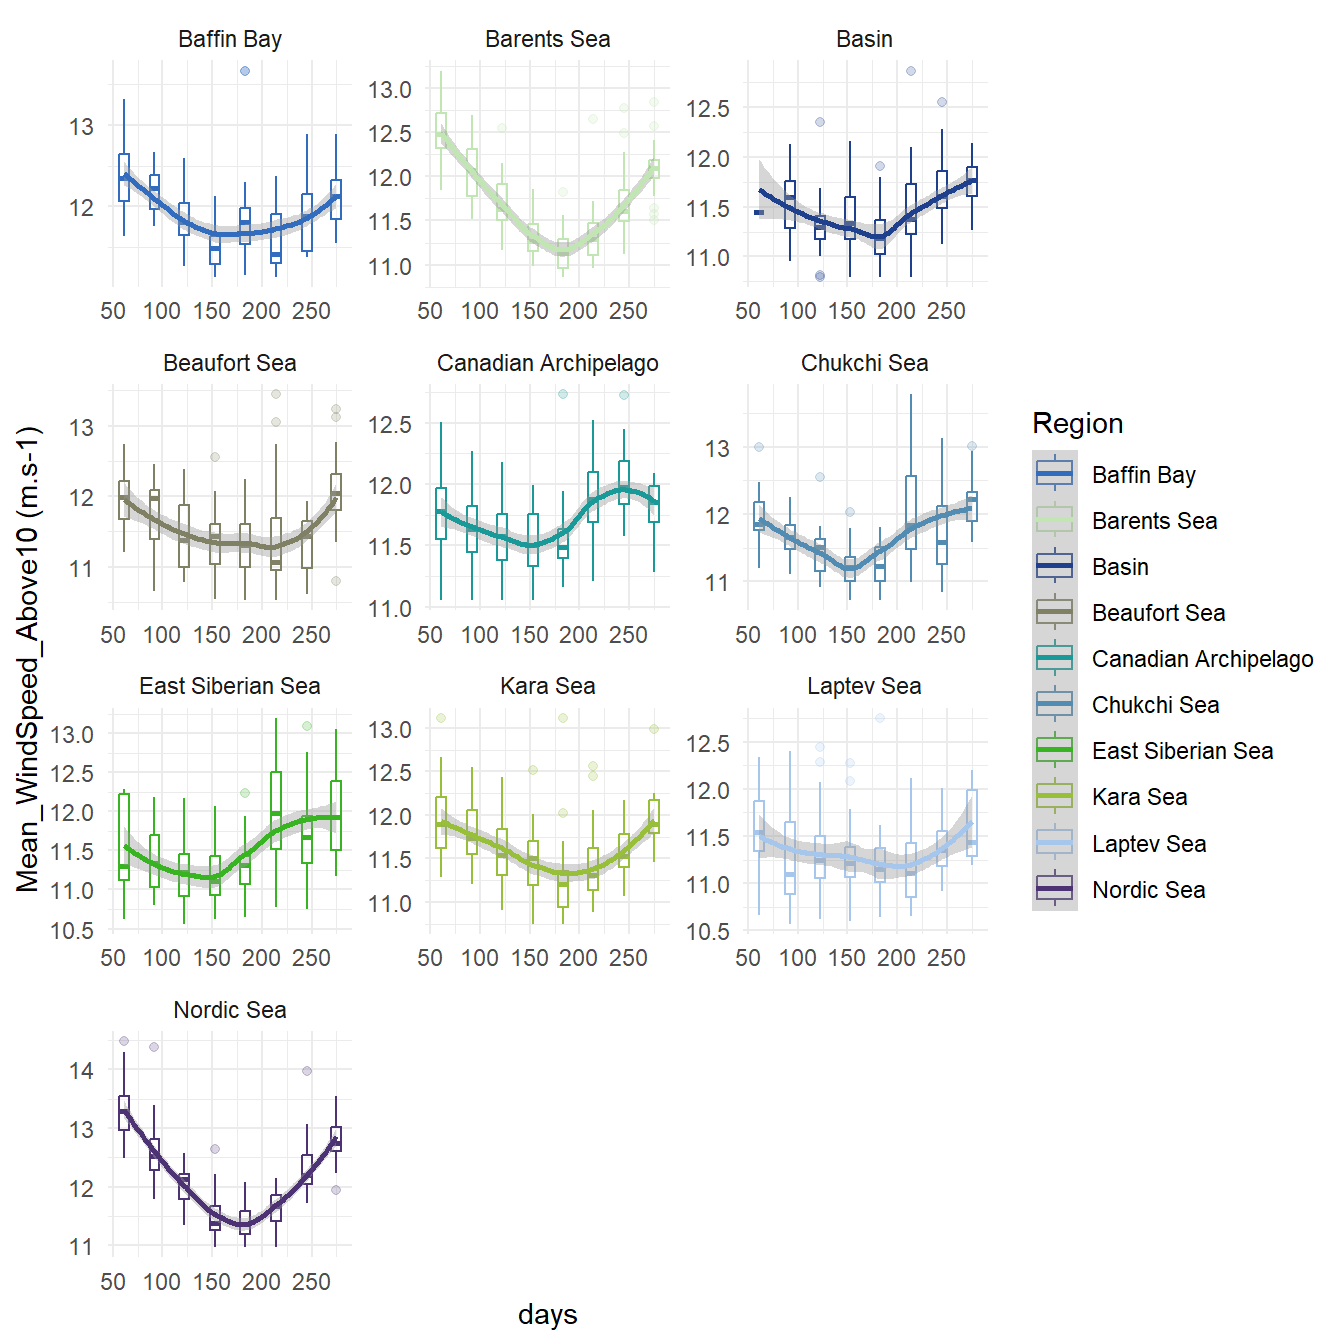 Baffin Bay
Barents Sea
Basin
13
12
13.0
12.5
12.0
11.5
11.0
12.5
12.0
11.5
11.0
50 100 150 200 250
50 100 150 200 250
50 100 150 200 250
Beaufort Sea
Canadian Archipelago
Chukchi Sea
13
12
11
12.5
12.0
11.5
11.0
13
12
11
50 100 150 200 250
50 100 150 200 250
50 100 150 200 250
East Siberian Sea
Kara Sea
Laptev Sea
13.0
12.5
12.0
11.5
11.0
10.5
13.0
12.5
12.0
11.5
11.0
12.5
12.0
11.5
11.0
10.5
50 100 150 200 250
50 100 150 200 250
50 100 150 200 250
Nordic Sea
14
13
12
11
50 100 150 200 250
days
Mean_WindSpeed_Above10 (m.s-1)
Region
Baffin Bay
Barents Sea
Basin
Beaufort Sea
Canadian Archipelago
Chukchi Sea
East Siberian Sea
Kara Sea
Laptev Sea
Nordic Sea